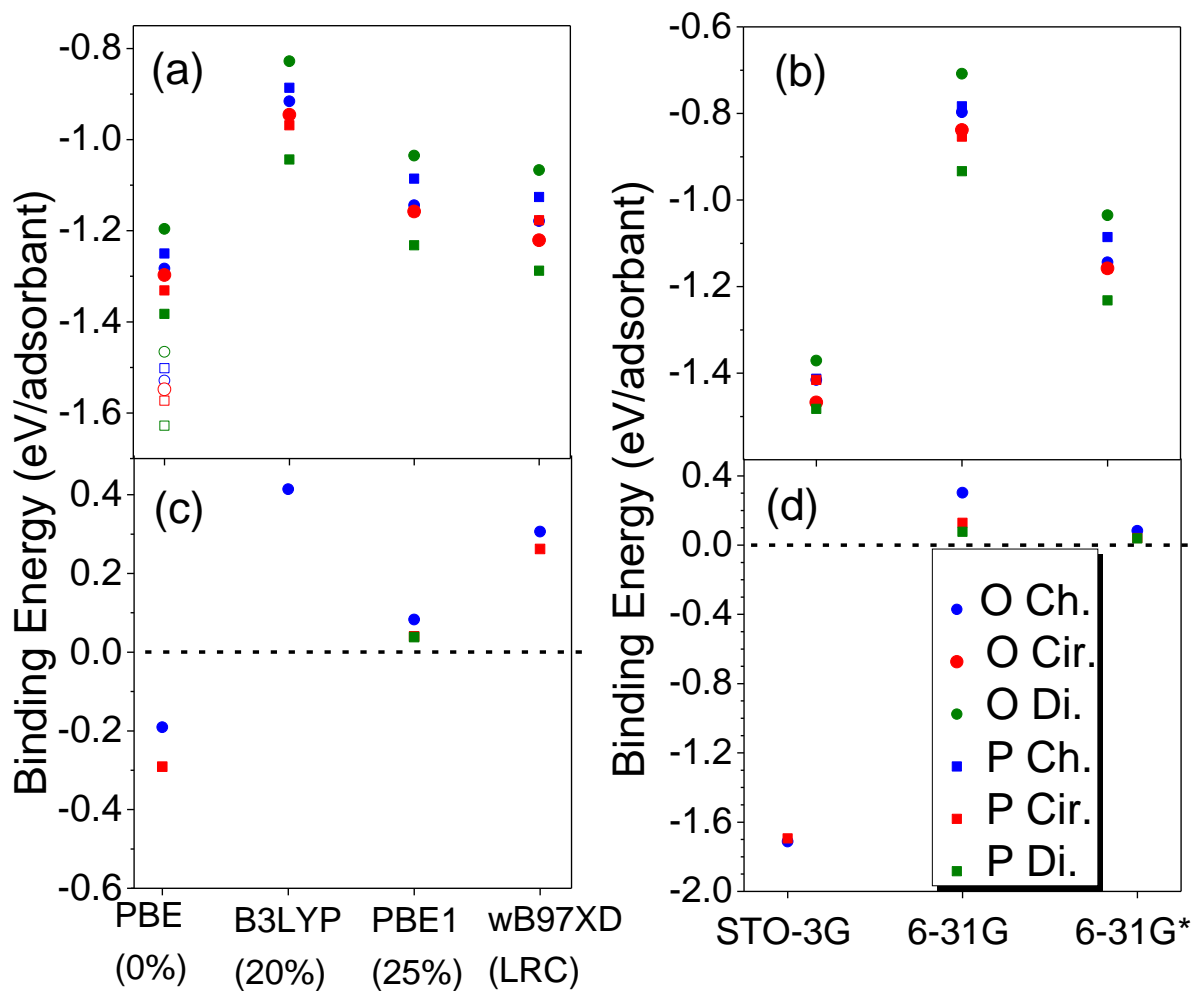 (a)
-0.8
-1.0
-1.2
-1.4
-1.6
Binding Energy (eV/adsorbant)
(c)
0.4
0.2
0.0
-0.2
-0.4
-0.6
PBE B3LYP PBE1 wB97XD
(0%) (20%) (25%) (LRC)
(b)
-0.6
-0.8
-1.0
-1.2
-1.4
Binding Energy (eV/adsorbant)
(d)
0.4
0.0
-0.4
-0.8
-1.2
-1.6
-2.0
O Ch.
O Cir.
O Di.
P Ch.
P Cir.
P Di.
STO-3G 6-31G 6-31G*